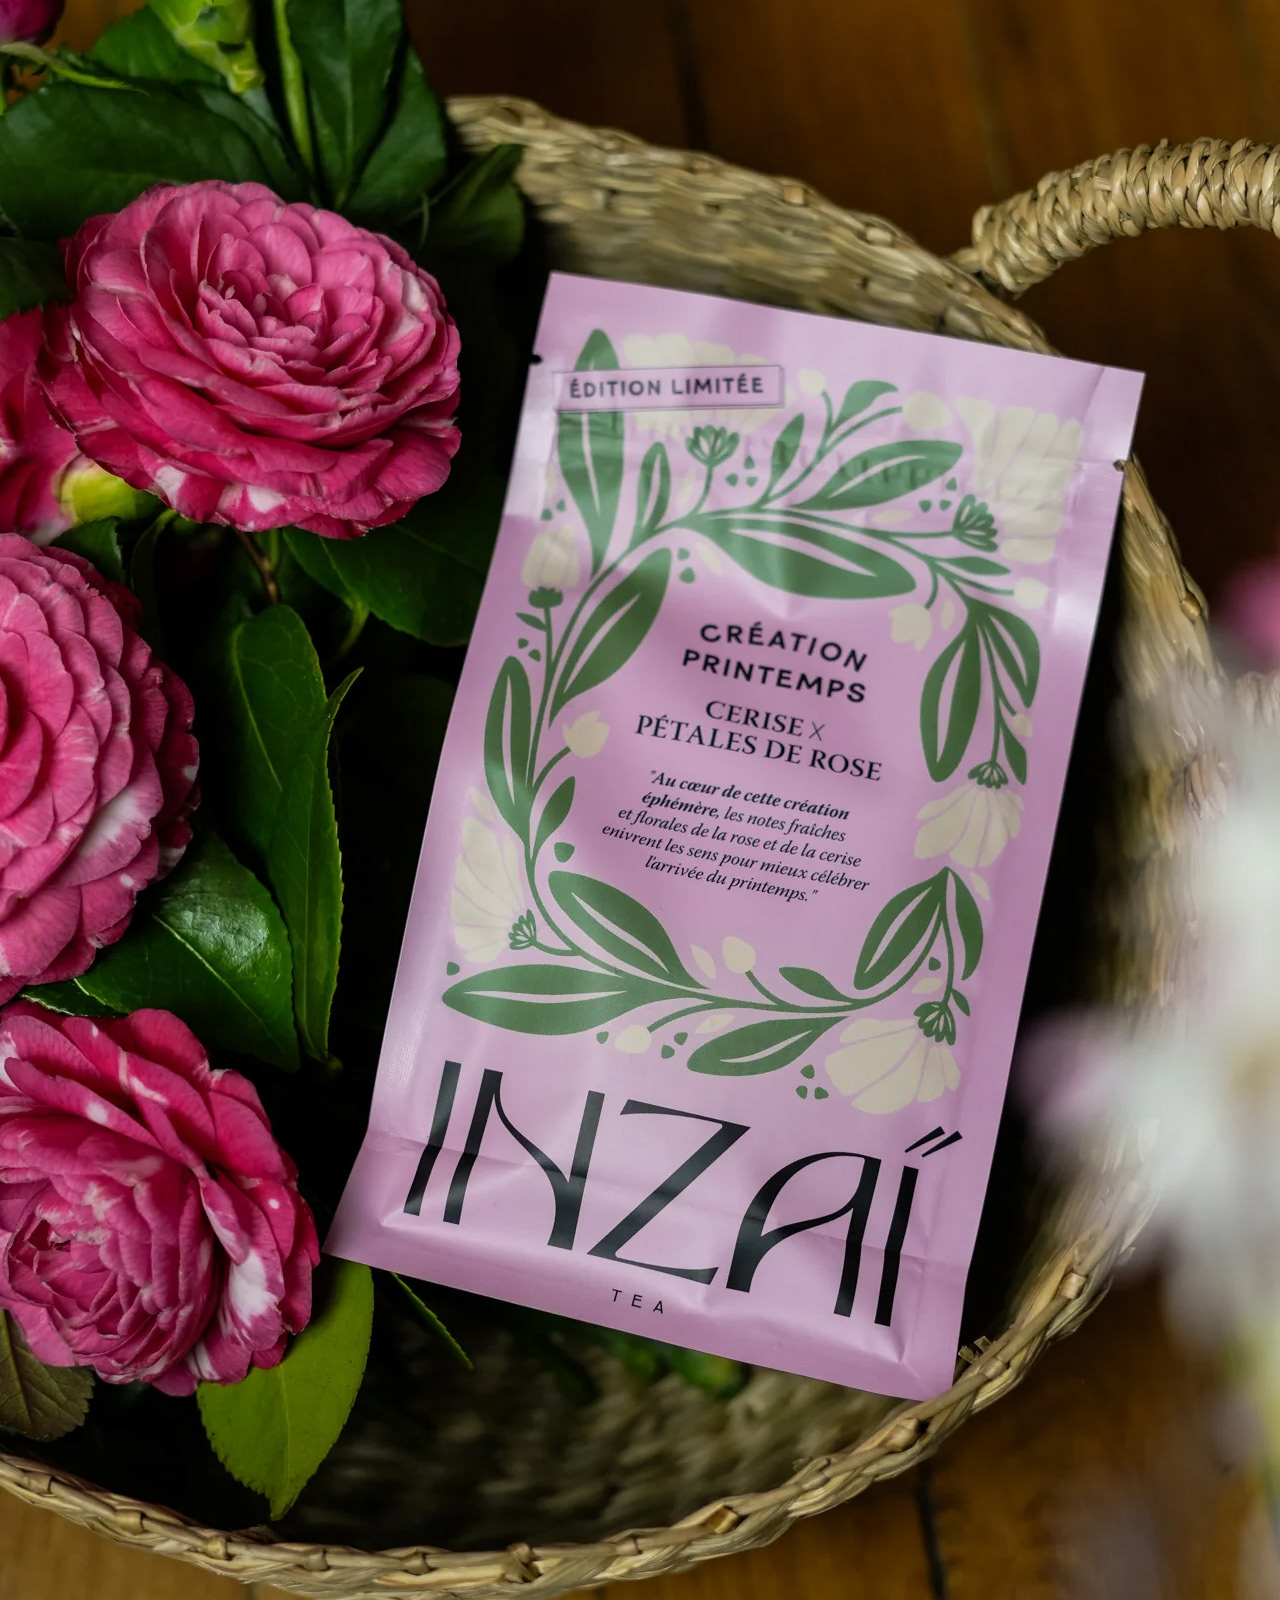 ÉDITION LIMITÉE
CRÉATION
PRINTEMPS
CERISE X
PÉTALES DE ROSE
"Au cœur de cette création
éphémère, les notes fraîches
et florales de la rose et de la cerise
enivrent les sens pour mieux célébrer
l'arrivée du printemps."
INZAÏ
TEA